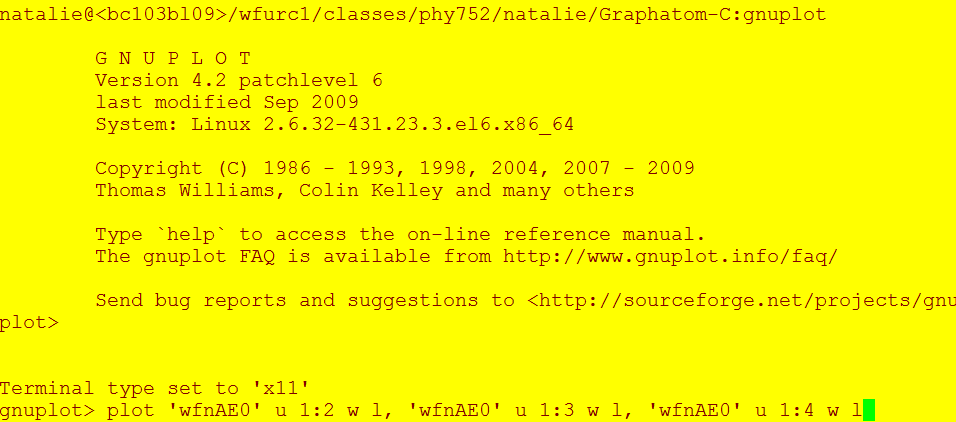 natalie@<bc103bl09>/wfurc1/classes/phy752/natalie/Graphatom-C:gnuplot
G N U P L O T
Version 4.2 patchlevel 6
last modified Sep 2009
System: Linux 2.6.32-431.23.3.el6.x86_64
Copyright (C) 1986 - 1993, 1998, 2004, 2007 - 2009
Thomas Williams, Colin Kelley and many others
Type `help` to access the on-line reference manual.
The gnuplot FAQ is available from http://www.gnuplot.info/faq/
Send bug reports and suggestions to <http://sourceforge.net/projects/gnu
plot>
Terminal type set to 'x11'
gnuplot> plot 'wfnAE0' u 1:2 w l, 'wfnAE0' u 1:3 w l, 'wfnAE0' u 1:4 w l